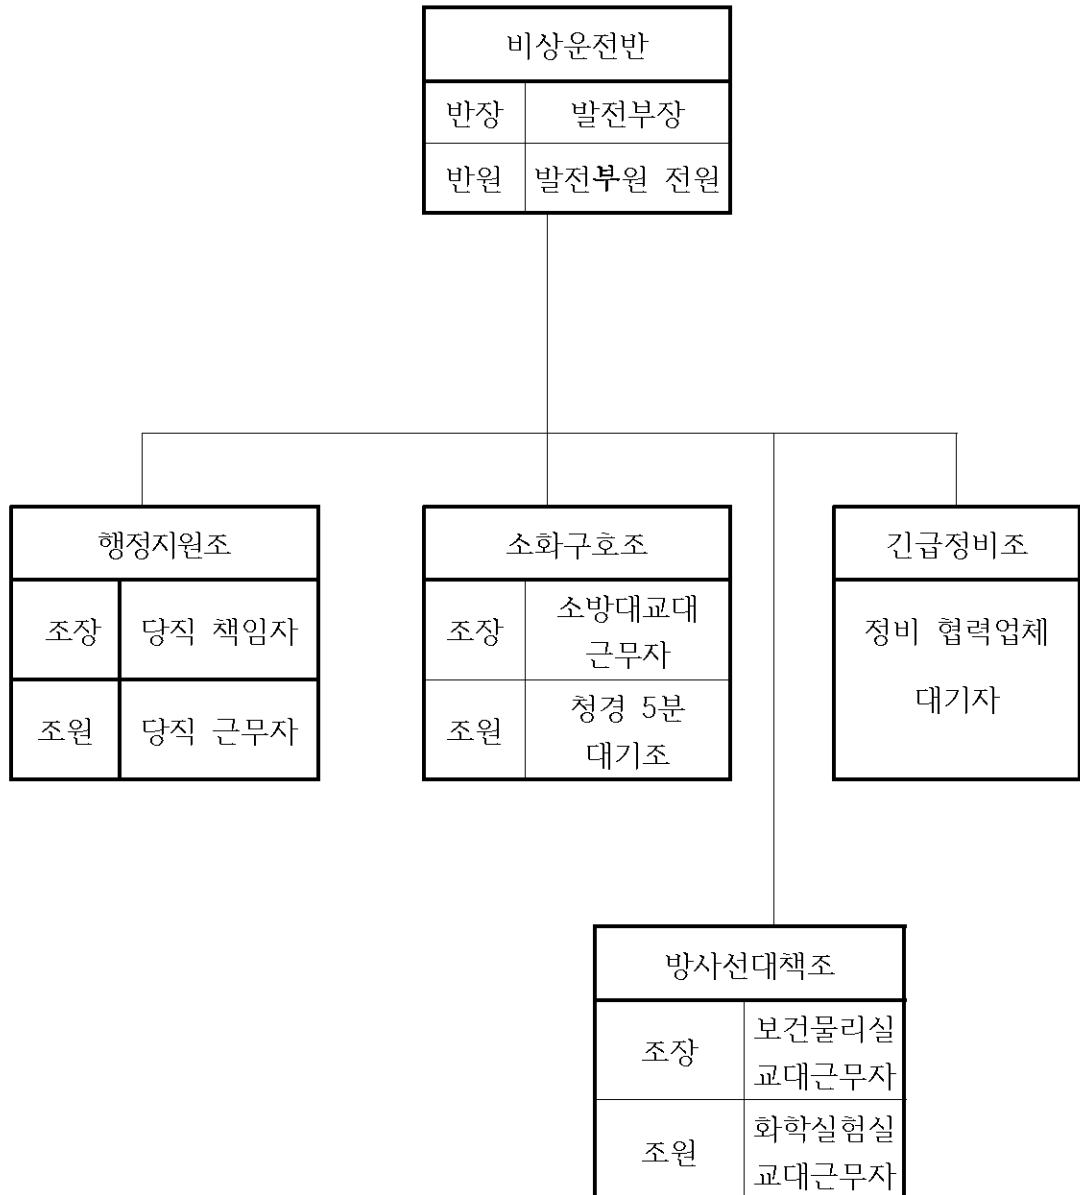 비상운전반
반장 발전부장
반원 발전부원 전원
행정지원조
조장 당직 책임자
조원 당직 근무자
소화구호조
조장 소방대교대
근무자
조원 청경 5분
대기조
긴급정비조
정비 협력업체
대기자
방사선대책조
조장 보건물리실
교대근무자
조원 화학실험실
교대근무자